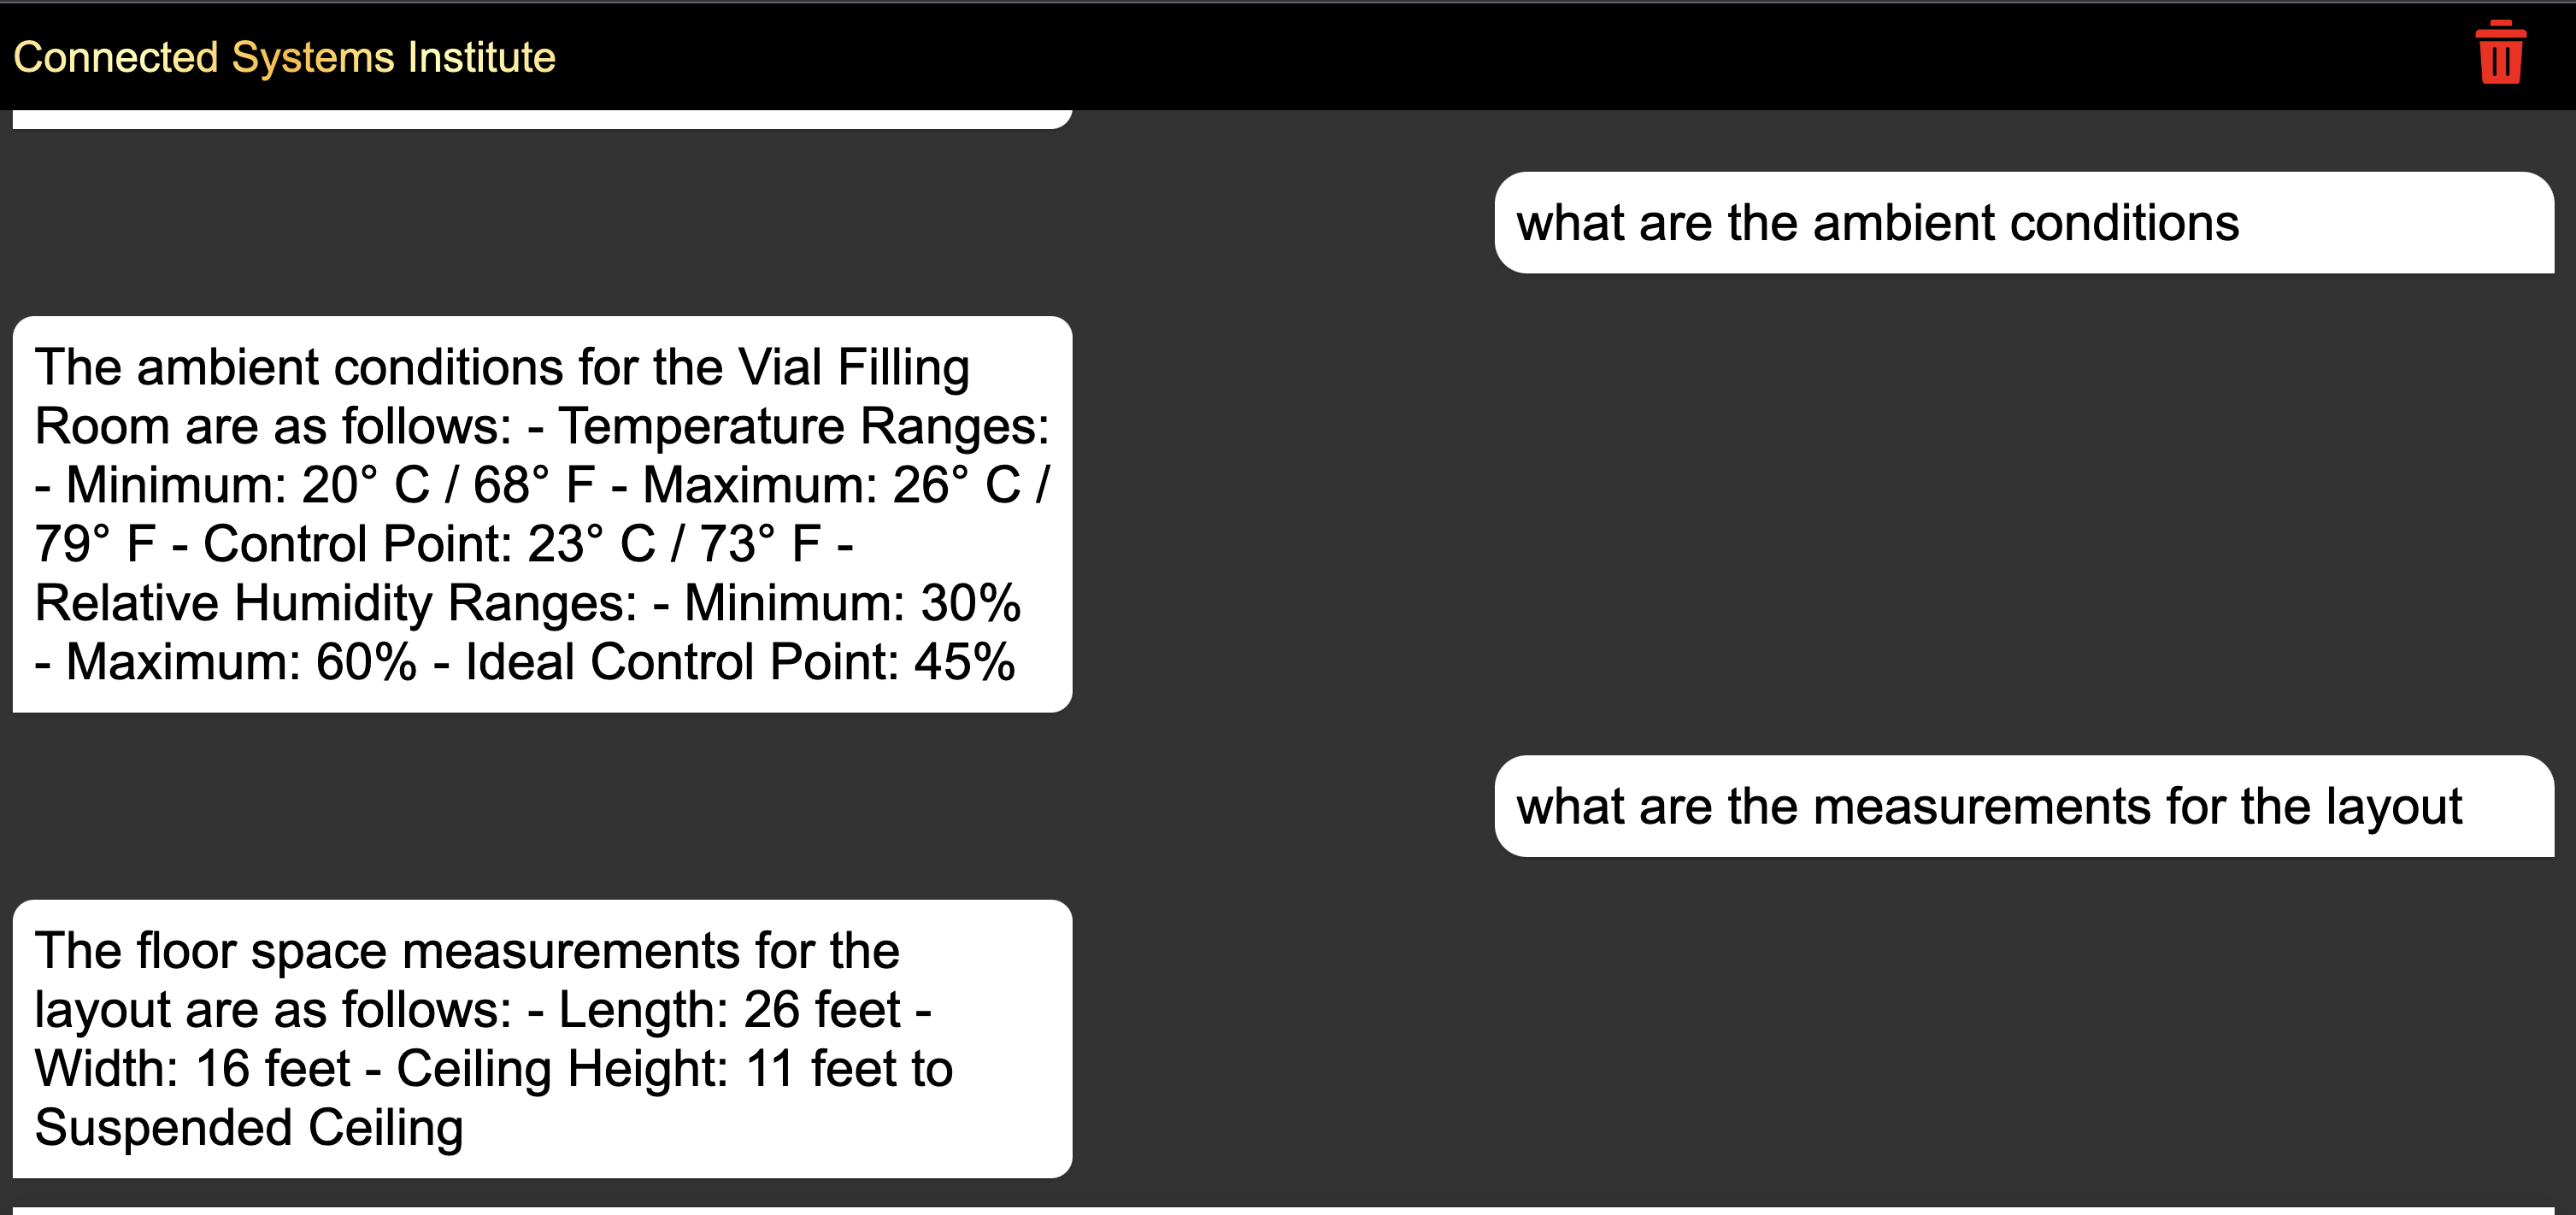 Connected Systems Institute
what are the ambient conditions
The ambient conditions for the Vial Filling
Room are as follows: - Temperature Ranges:
- Minimum: 20° C / 68° F - Maximum: 26° C /
79° F - Control Point: 23° C / 73° F -
Relative Humidity Ranges: - Minimum: 30%
- Maximum: 60% - Ideal Control Point: 45%
what are the measurements for the layout
The floor space measurements for the
layout are as follows: - Length: 26 feet -
Width: 16 feet - Ceiling Height: 11 feet to
Suspended Ceiling